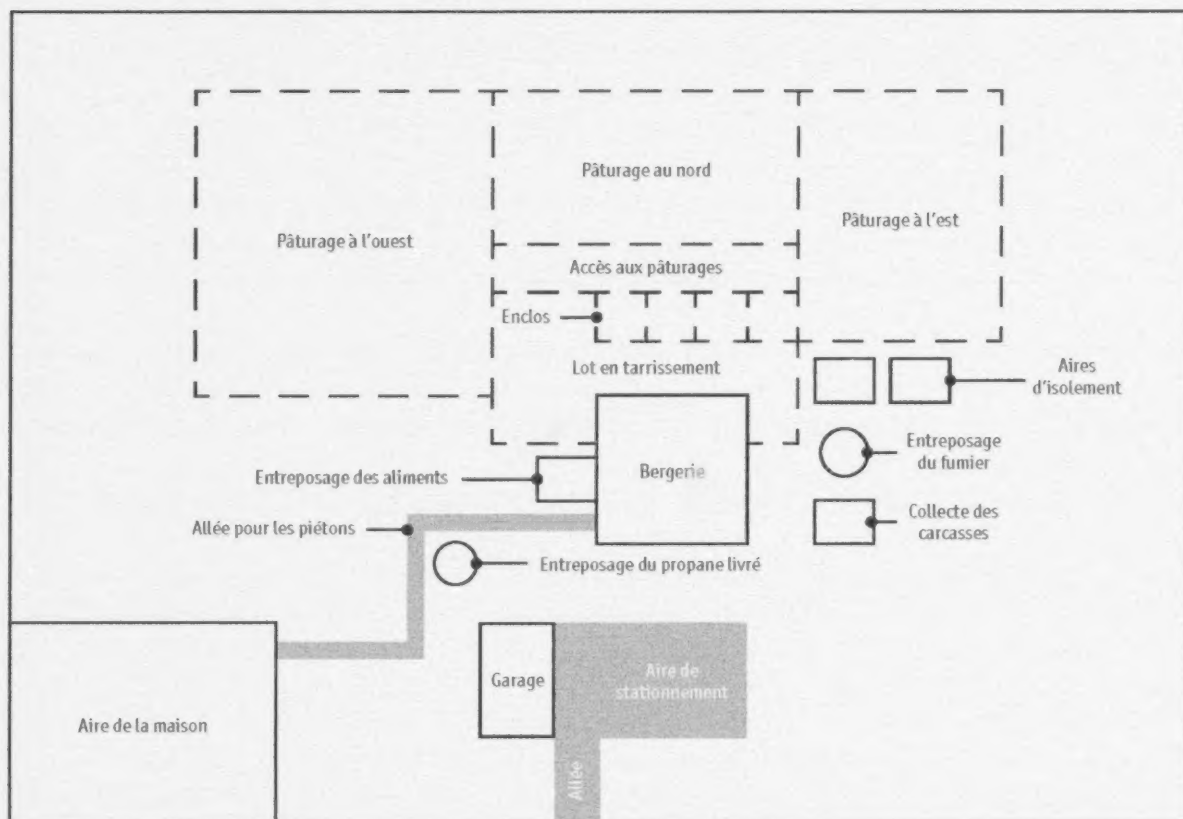 Pâturage au nord
Pâturage à l'est
Pâturage à l'ouest
Accès aux pâturages
Enclos
Lot en tarrissement
Aires
d'isolement
Entreposage
du fumier
Entreposage des aliments
Bergerie
Allée pour les piétons
Collecte des
carcasses
Entreposage du propane livré
Garage
Aire de
stationnement
Aire de la maison
Allée